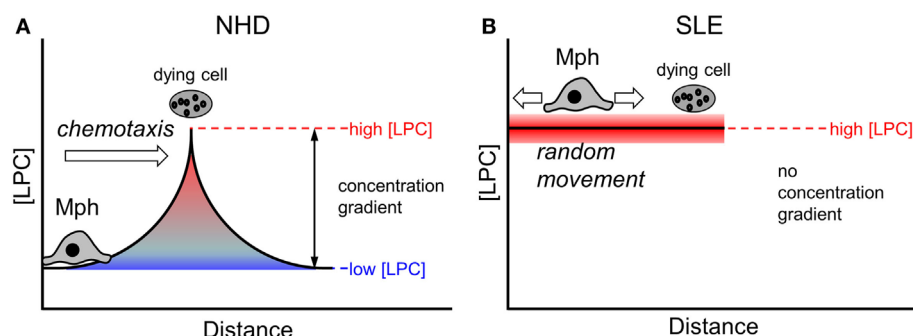 A
NHD
dying cell
chemotaxis
high [LPC]
[LPC]
concentration
gradient
Mph
low [LPC]
Distance
B
SLE
Mph
dying cell
high [LPC]
random
movement
[LPC]
no
concentration
gradient
Distance